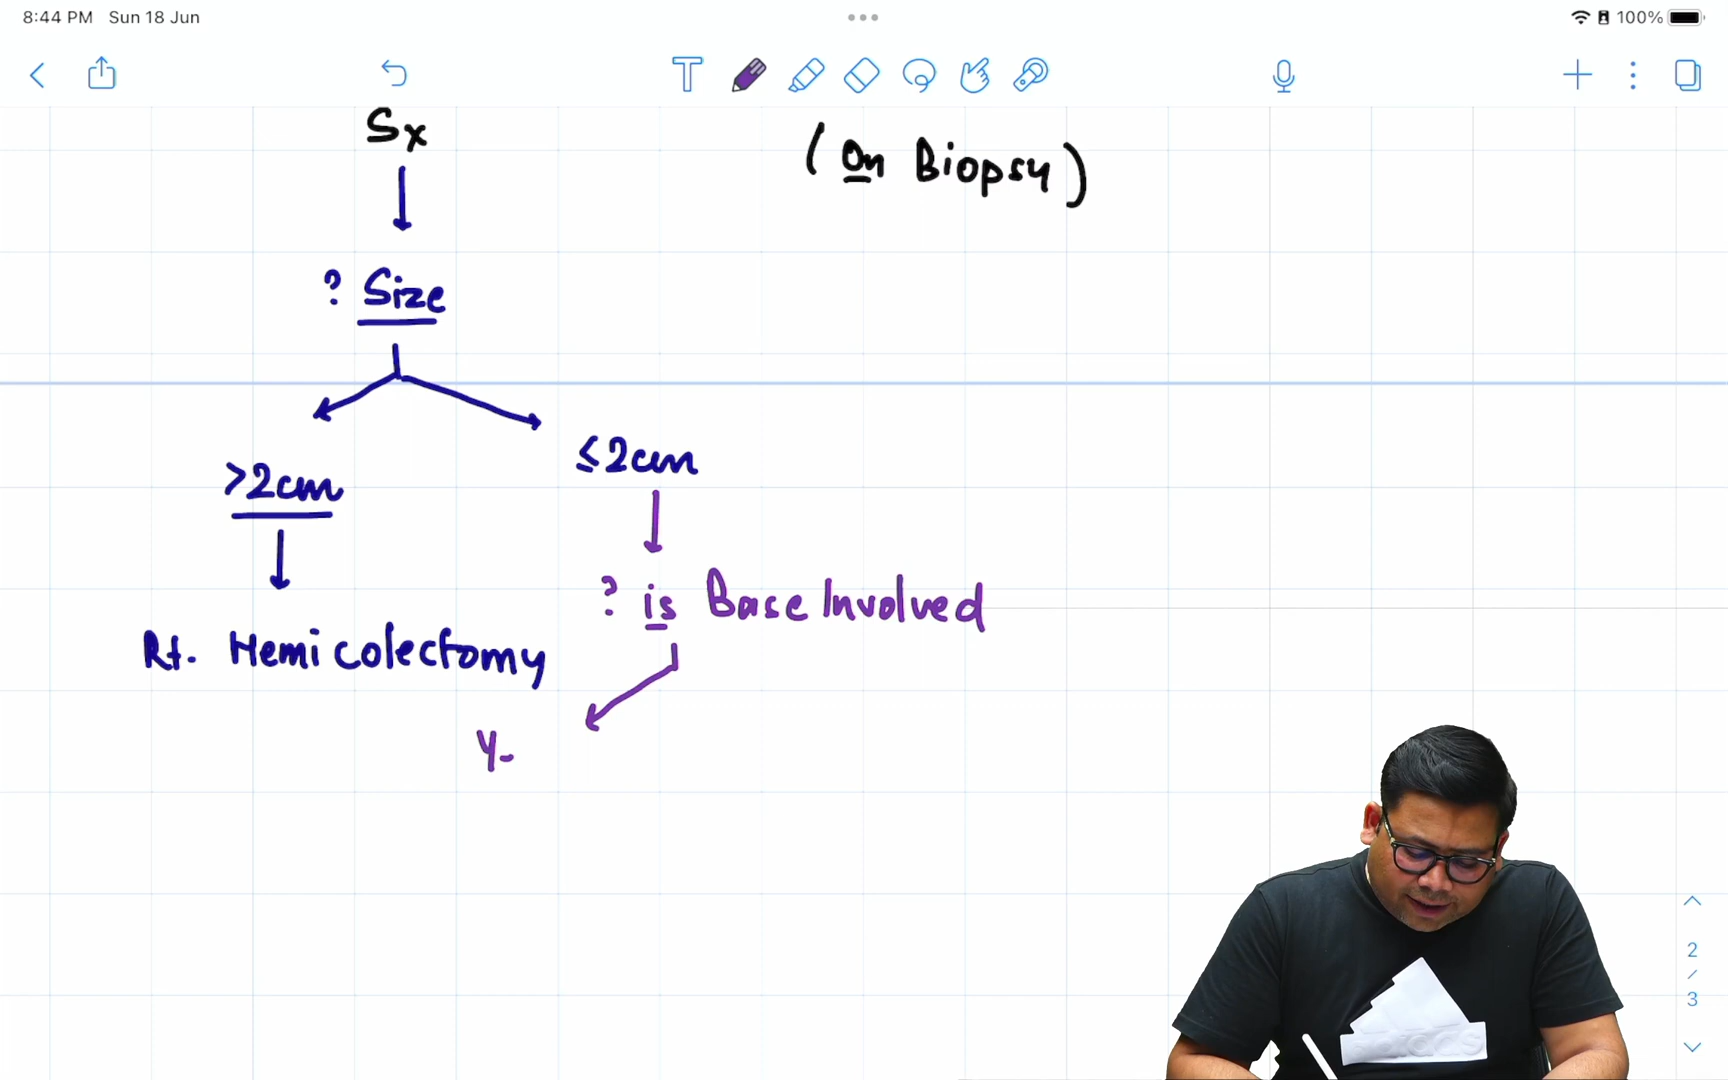 8:44 PM Sun 18 Jun
100%
Sx
(On Biopsy)
? Size
>2cm
≤2cm
? is Base Involved
Rt. Hemicolectomy
Y-
2
/
3